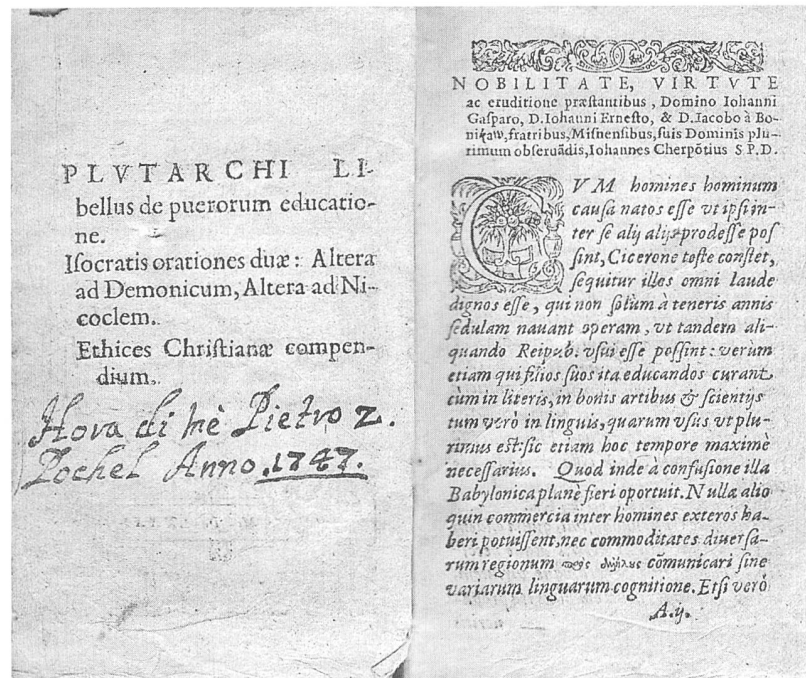 PLVTARCHI LI-
bellus de puerorum educatio-
ne.
Iſocratis orationes duæ: Altera
ad Demonicum, Altera ad Ni-
coclem.
Ethices Chriſtianæ compen-
dium.
Hora di mè Pietro Z.
Zochel Anno 1747.
NOBILITATE, VIRTVTE
ac eruditione præſtantibus, Domino Iohanni
Gaſparo, D. Iohanni Erneſto, & D. Iacobo à Bo-
fratribus, Miſnenſibus, ſuis Dominis plu-
rimum obſeruãdis, Iohannes Cherpõtius S P. D.
CVM homines hominum
cauſa natos eſſe vt ipſi in-
ter ſe alij alijs prodeſſe poſ
ſint, Cicerone teſte conſtet,
ſequitur illos omni laude
dignos eſſe, qui non ſolùm à teneris annis
ſedulam nauant operam, vt tandem ali-
quando Reipub. vſui eſſe poſſint: verùm
etiam qui filios ſuos ita educandos curant
cùm in literis, in bonis artibus & ſcientijs
tum verò in linguis, quarum vſus vt plu-
rimus eſt: ſic etiam hoc tempore maximè
neceſſarius. Quod inde à confuſione illa
Babylonica planè fieri oportuit. Nullæ alio
quin commercia inter homines exteros ha-
beri potuiſſent, nec commoditates diuerſa-
rum regionum cõmunicari ſine
variarum linguarum cognitione. Etſi verò
A.ij.